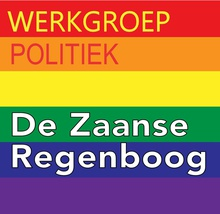 WERKGROEP
POLITIEK
De Zaanse
Regenboog